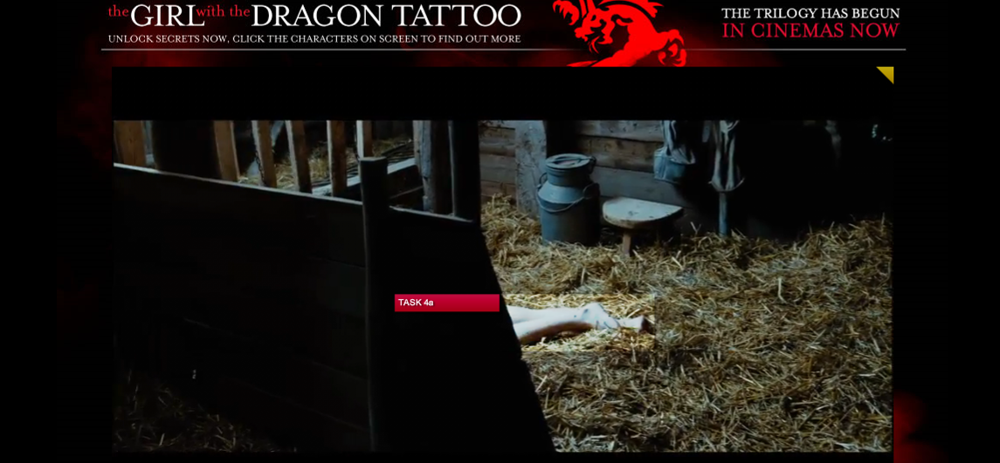 the GIRL with the DRAGON TATTOO
UNLOCK SECRETS NOW, CLICK THE CHARACTERS ON SCREEN TO FIND OUT MORE
THE TRILOGY HAS BEGUN
IN CINEMAS NOW
TASK 4a